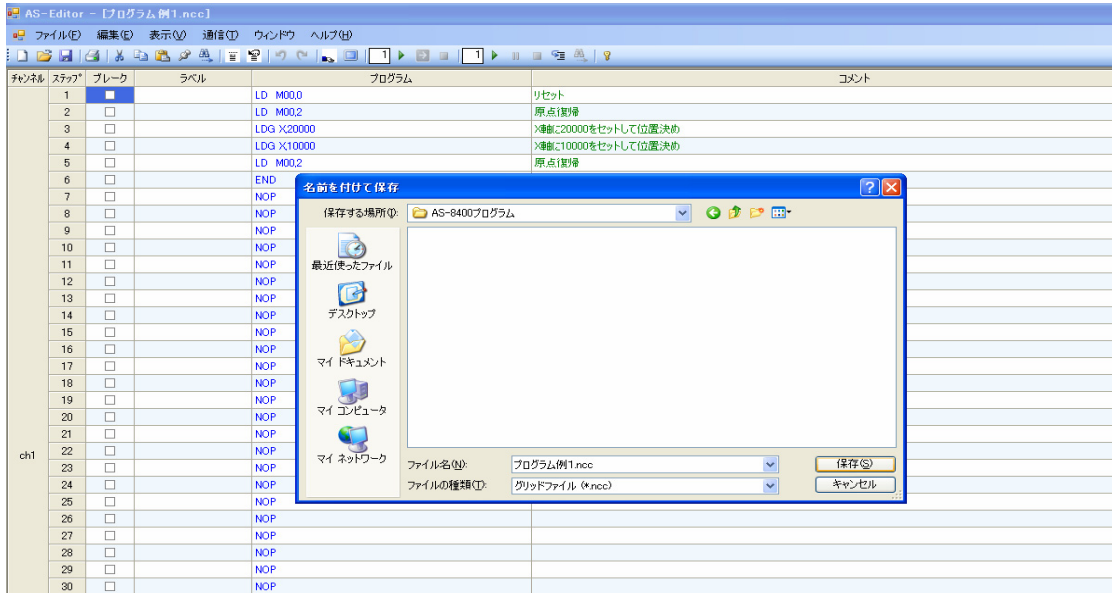 AS-Editor - [プログラム例1.ncc]
ファイル(F) 編集(E) 表示(V) 通信(T) ウィンドウ ヘルプ(H)
1 1
チャンネル ステップ ブレーク ラベル プログラム コメント
1 LD M00,0 リセット
2 LD M00,2 原点復帰
3 LDG X20000 X軸に20000をセットして位置決め
4 LDG X10000 X軸に10000をセットして位置決め
5 LD M00,2 原点復帰
6 END
7 NOP
8 NOP
9 NOP
10 NOP
11 NOP
12 NOP
13 NOP
14 NOP
15 NOP
16 NOP
17 NOP
18 NOP
19 NOP
20 NOP
21 NOP
ch1 22 NOP
23 NOP
24 NOP
25 NOP
26 NOP
27 NOP
28 NOP
29 NOP
30 NOP
名前を付けて保存
保存する場所(I): AS-8400プログラム
最近使ったファイル
デスクトップ
マイ ドキュメント
マイ コンピュータ
マイ ネットワーク
ファイル名(N): プログラム例1.ncc 保存(S)
ファイルの種類(T): グリッドファイル (*.ncc) キャンセル